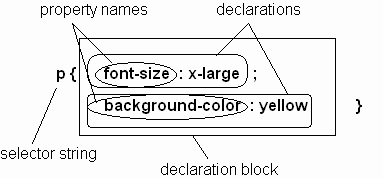 property names declarations
p { font-size : x-large ;
background-color : yellow }
selector string
declaration block